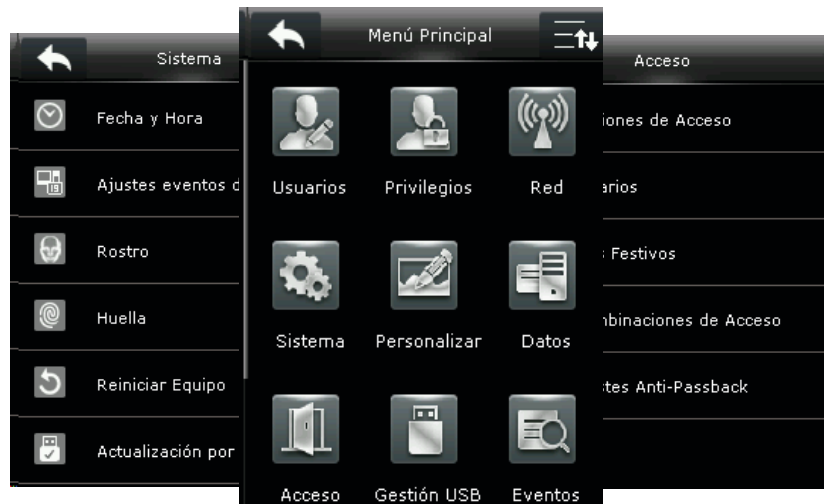 Sistema
Fecha y Hora
Ajustes eventos d
Rostro
Huella
Reiniciar Equipo
Actualización por
Menú Principal
Usuarios Privilegios Red
Sistema Personalizar Datos
Acceso Gestión USB Eventos
Acceso
iones de Acceso
arios
Festivos
nbinaciones de Acceso
tes Anti-Passback